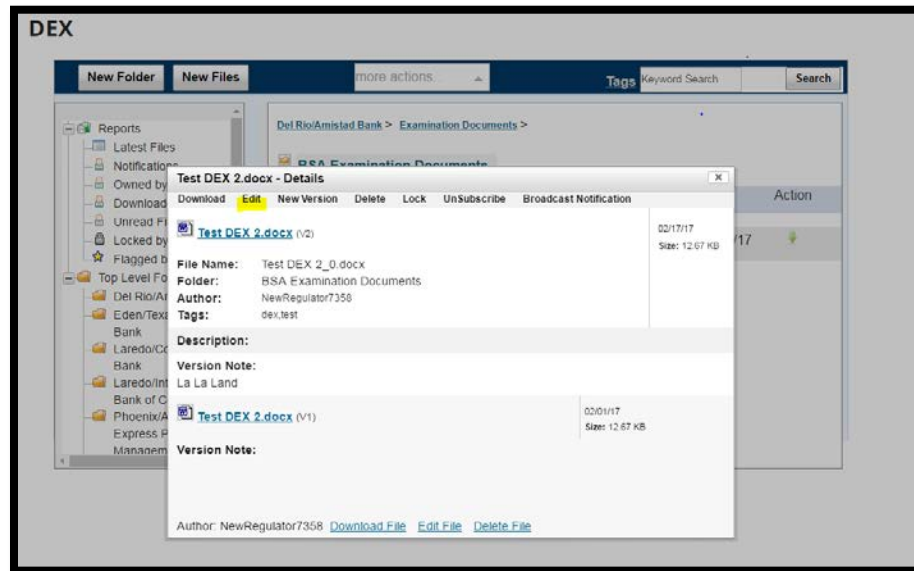 DEX
New Folder New Files more actions... Tags Keyword Search Search
Reports
Latest Files
Notifications
Owned by
Download
Unread Fi
Locked by
Flagged b
Top Level Fo
Del Rio/A
Eden/Texa
Bank
Laredo/Co
Bank
Laredo/Int
Bank of C
Phoenix/A
Express P
Managem
Del Rio/Amistad Bank > Examination Documents >
BSA Examination Documents
Action
/17
Test DEX 2.docx - Details x
Download Edit New Version Delete Lock UnSubscribe Broadcast Notification
Test DEX 2.docx (V2)
02/17/17
Size: 12.67 KB
File Name: Test DEX 2_0.docx
Folder: BSA Examination Documents
Author: NewRegulator7358
Tags: dex,test
Description:
Version Note:
La La Land
Test DEX 2.docx (V1)
02/01/17
Size: 12.67 KB
Version Note:
Author: NewRegulator7358 Download File Edit File Delete File